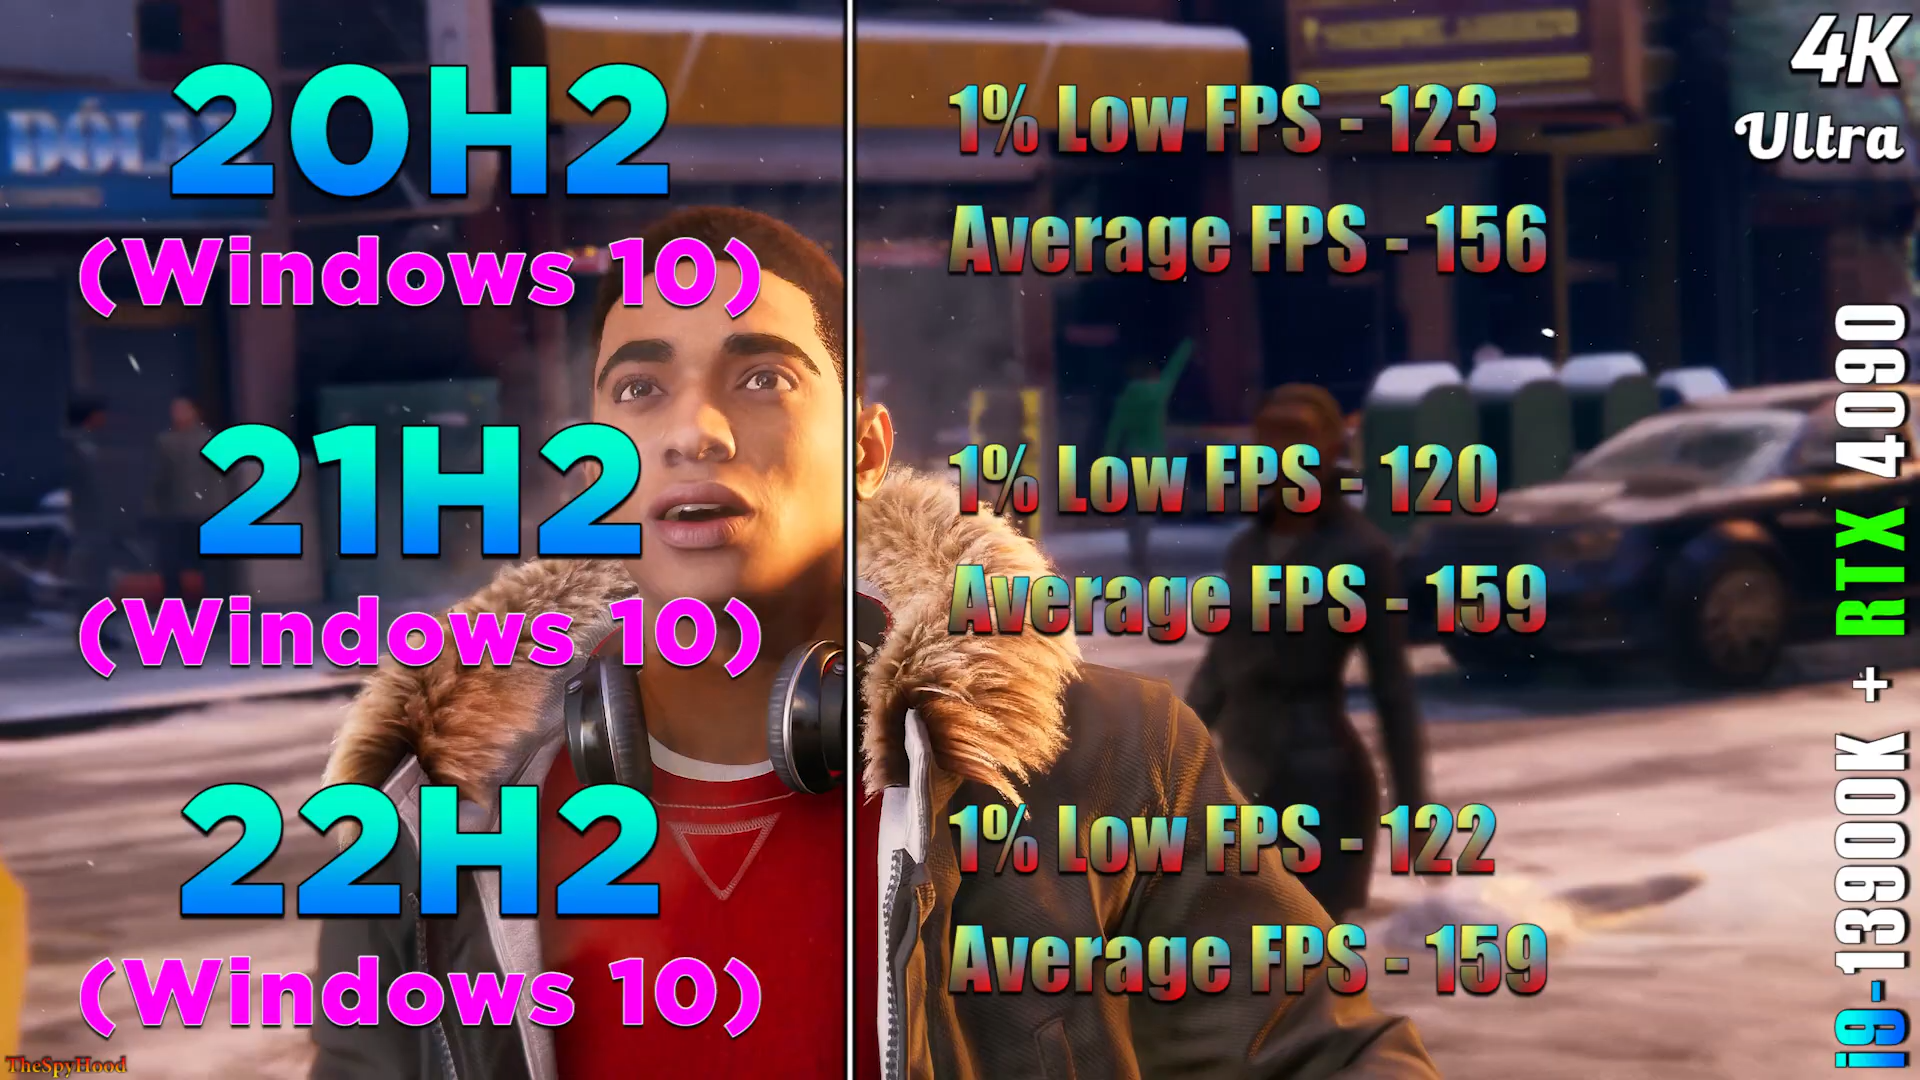 20H2
(Windows 10)
1% Low FPS - 123
Average FPS - 156
21H2
(Windows 10)
1% Low FPS - 120
Average FPS - 159
22H2
(Windows 10)
1% Low FPS - 122
Average FPS - 159
4K
Ultra
i9-13900K + RTX 4090
TheSpyHood